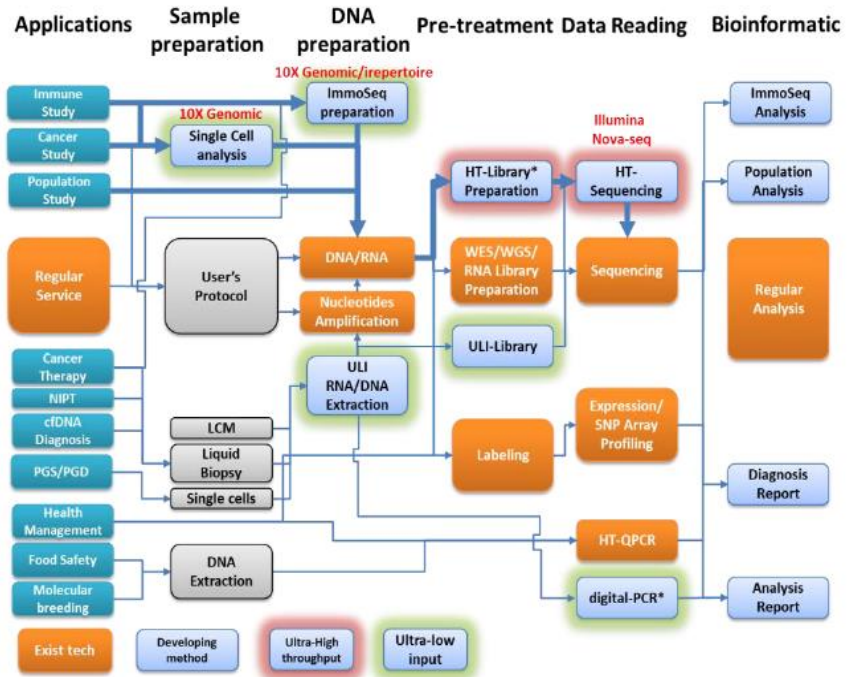 Applications
Sample
preparation
DNA
preparation
Pre-treatment
Data Reading
Bioinformatic
10X Genomic/irepertoire
Immune
Study
ImmoSeq
preparation
ImmoSeq
Analysis
10X Genomic
Illumina
Nova-seq
Cancer
Study
Single Cell
analysis
Population
Study
HT-Library*
Preparation
HT-
Sequencing
Population
Analysis
Regular
Service
User's
Protocol
DNA/RNA
WES/WGS/
RNA Library
Preparation
Sequencing
Regular
Analysis
Nucleotides
Amplification
ULI-Library
Cancer
Therapy
NIPT
cfDNA
Diagnosis
PGS/PGD
ULI
RNA/DNA
Extraction
LCM
Liquid
Biopsy
Single cells
Labeling
Expression/
SNP Array
Profiling
Diagnosis
Report
Health
Management
Food Safety
Molecular
breeding
DNA
Extraction
HT-QPCR
digital-PCR*
Analysis
Report
Exist tech
Developing
method
Ultra-High
throughput
Ultra-low
input